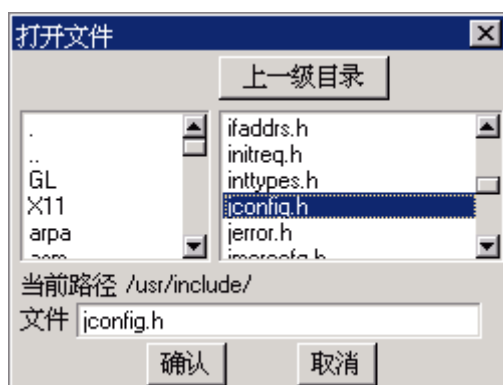 打开文件
上一级目录
.
..
GL
X11
arpa
ifaddrs.h
initreq.h
inttypes.h
jconfig.h
jerror.h
当前路径 /usr/include/
文件 jconfig.h
确认 取消